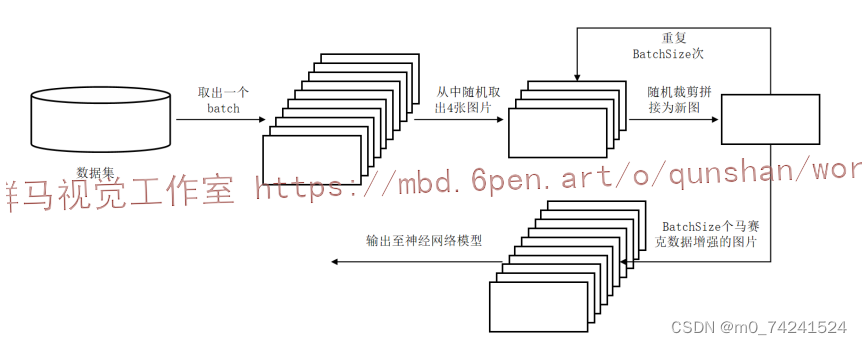 取出一个
batch
从中随机取
出4张图片
重复
BatchSize次
随机裁剪拼
接为新图
数据集
羊马视觉工作室 https://mbd.6pen.art/o/qunshan/wor
BatchSize个马赛
克数据增强的图片
输出至神经网络模型
CSDN @m0_74241524